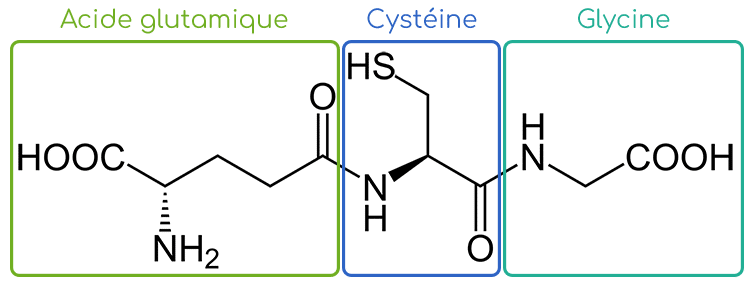 Acide glutamique
Cystéine
Glycine
HS
O
H
HOOC
N
COOH
N
H
NH₂
O